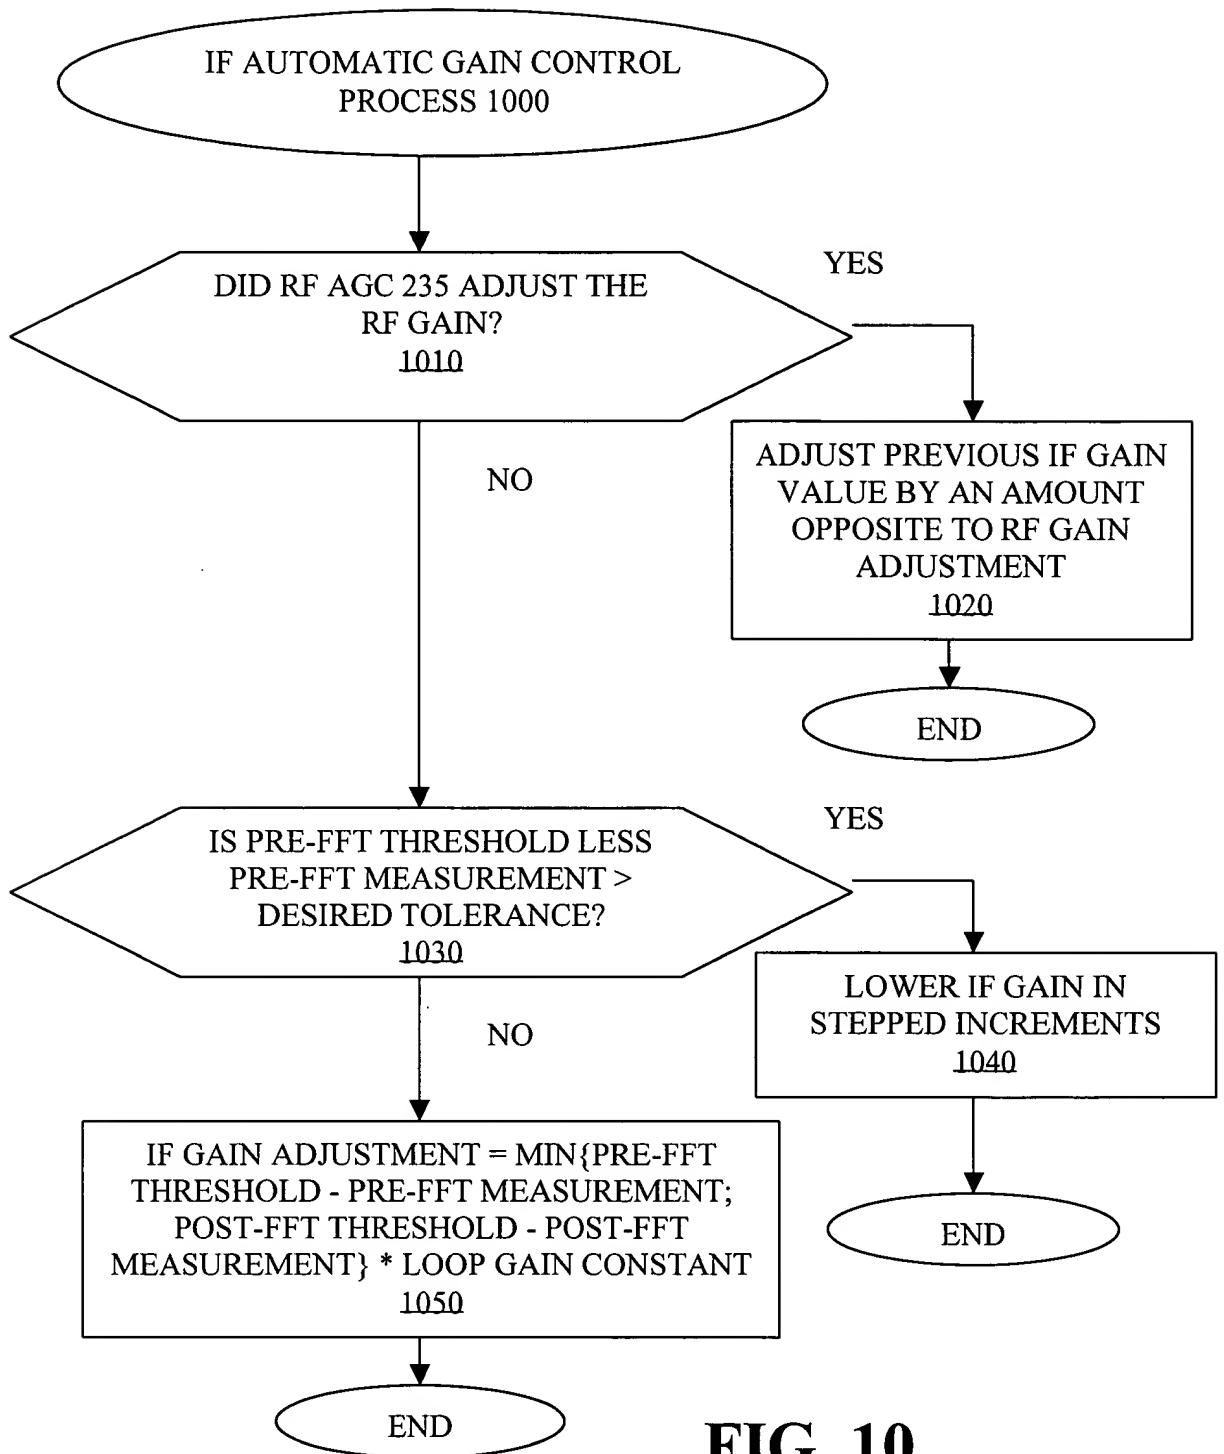 IF AUTOMATIC GAIN CONTROL
PROCESS 1000
DID RF AGC 235 ADJUST THE
RF GAIN?
1010
YES
NO
ADJUST PREVIOUS IF GAIN
VALUE BY AN AMOUNT
OPPOSITE TO RF GAIN
ADJUSTMENT
1020
END
IS PRE-FFT THRESHOLD LESS
PRE-FFT MEASUREMENT >
DESIRED TOLERANCE?
1030
YES
NO
LOWER IF GAIN IN
STEPPED INCREMENTS
1040
END
IF GAIN ADJUSTMENT = MIN{PRE-FFT
THRESHOLD - PRE-FFT MEASUREMENT;
POST-FFT THRESHOLD - POST-FFT
MEASUREMENT} * LOOP GAIN CONSTANT
1050
END
FIG. 10